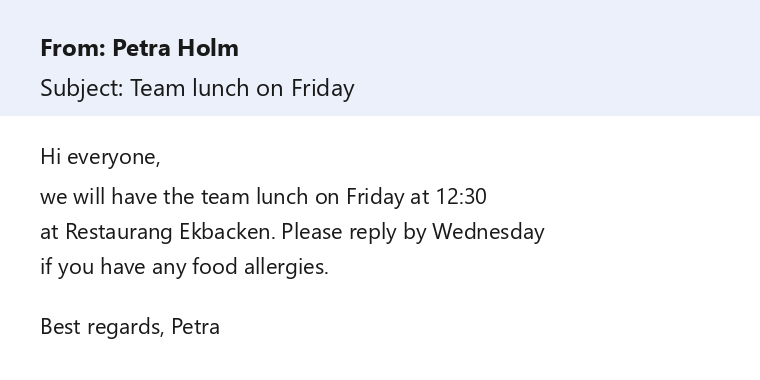 From: Petra Holm
Subject: Team lunch on Friday
Hi everyone,
we will have the team lunch on Friday at 12:30
at Restaurang Ekbacken. Please reply by Wednesday
if you have any food allergies.
Best regards, Petra